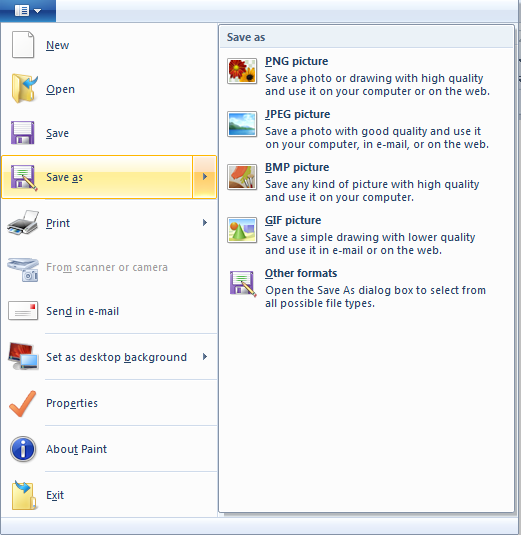 New
Open
Save
Save as
Print
From scanner or camera
Send in e-mail
Set as desktop background
Properties
About Paint
Exit
Save as
PNG picture
Save a photo or drawing with high quality
and use it on your computer or on the web.
JPEG picture
Save a photo with good quality and use it
on your computer, in e-mail, or on the web.
BMP picture
Save any kind of picture with high quality
and use it on your computer.
GIF picture
Save a simple drawing with lower quality
and use it in e-mail or on the web.
Other formats
Open the Save As dialog box to select from
all possible file types.